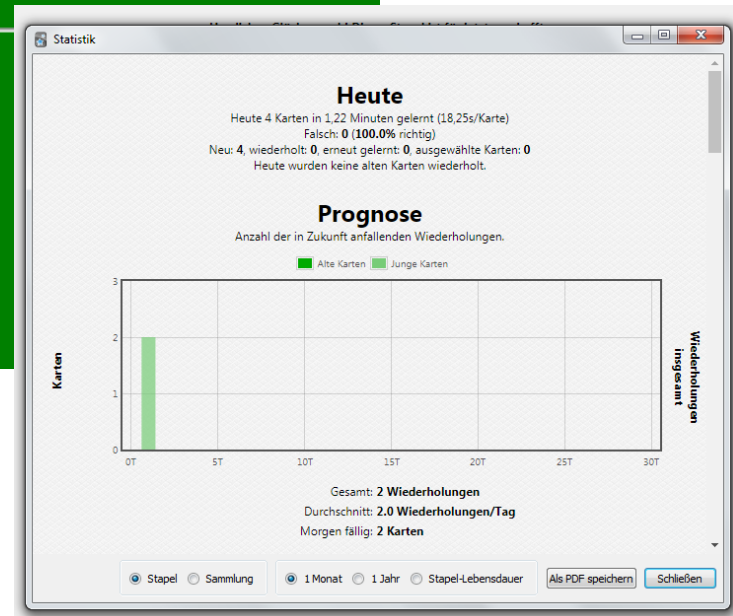 Statistik
Heute
Heute 4 Karten in 1,22 Minuten gelernt (18,25s/Karte)
Falsch: 0 (100.0% richtig)
Neu: 4, wiederholt: 0, erneut gelernt: 0, ausgewählte Karten: 0
Heute wurden keine alten Karten wiederholt.
Prognose
Anzahl der in Zukunft anfallenden Wiederholungen.
Alte Karten Junge Karten
3
2
1
0
Karten
Wiederholungen
insgesamt
0T 5T 10T 15T 20T 25T 30T
Gesamt: 2 Wiederholungen
Durchschnitt: 2.0 Wiederholungen/Tag
Morgen fällig: 2 Karten
Stapel Sammlung 1 Monat 1 Jahr Stapel-Lebensdauer Als PDF speichern Schließen